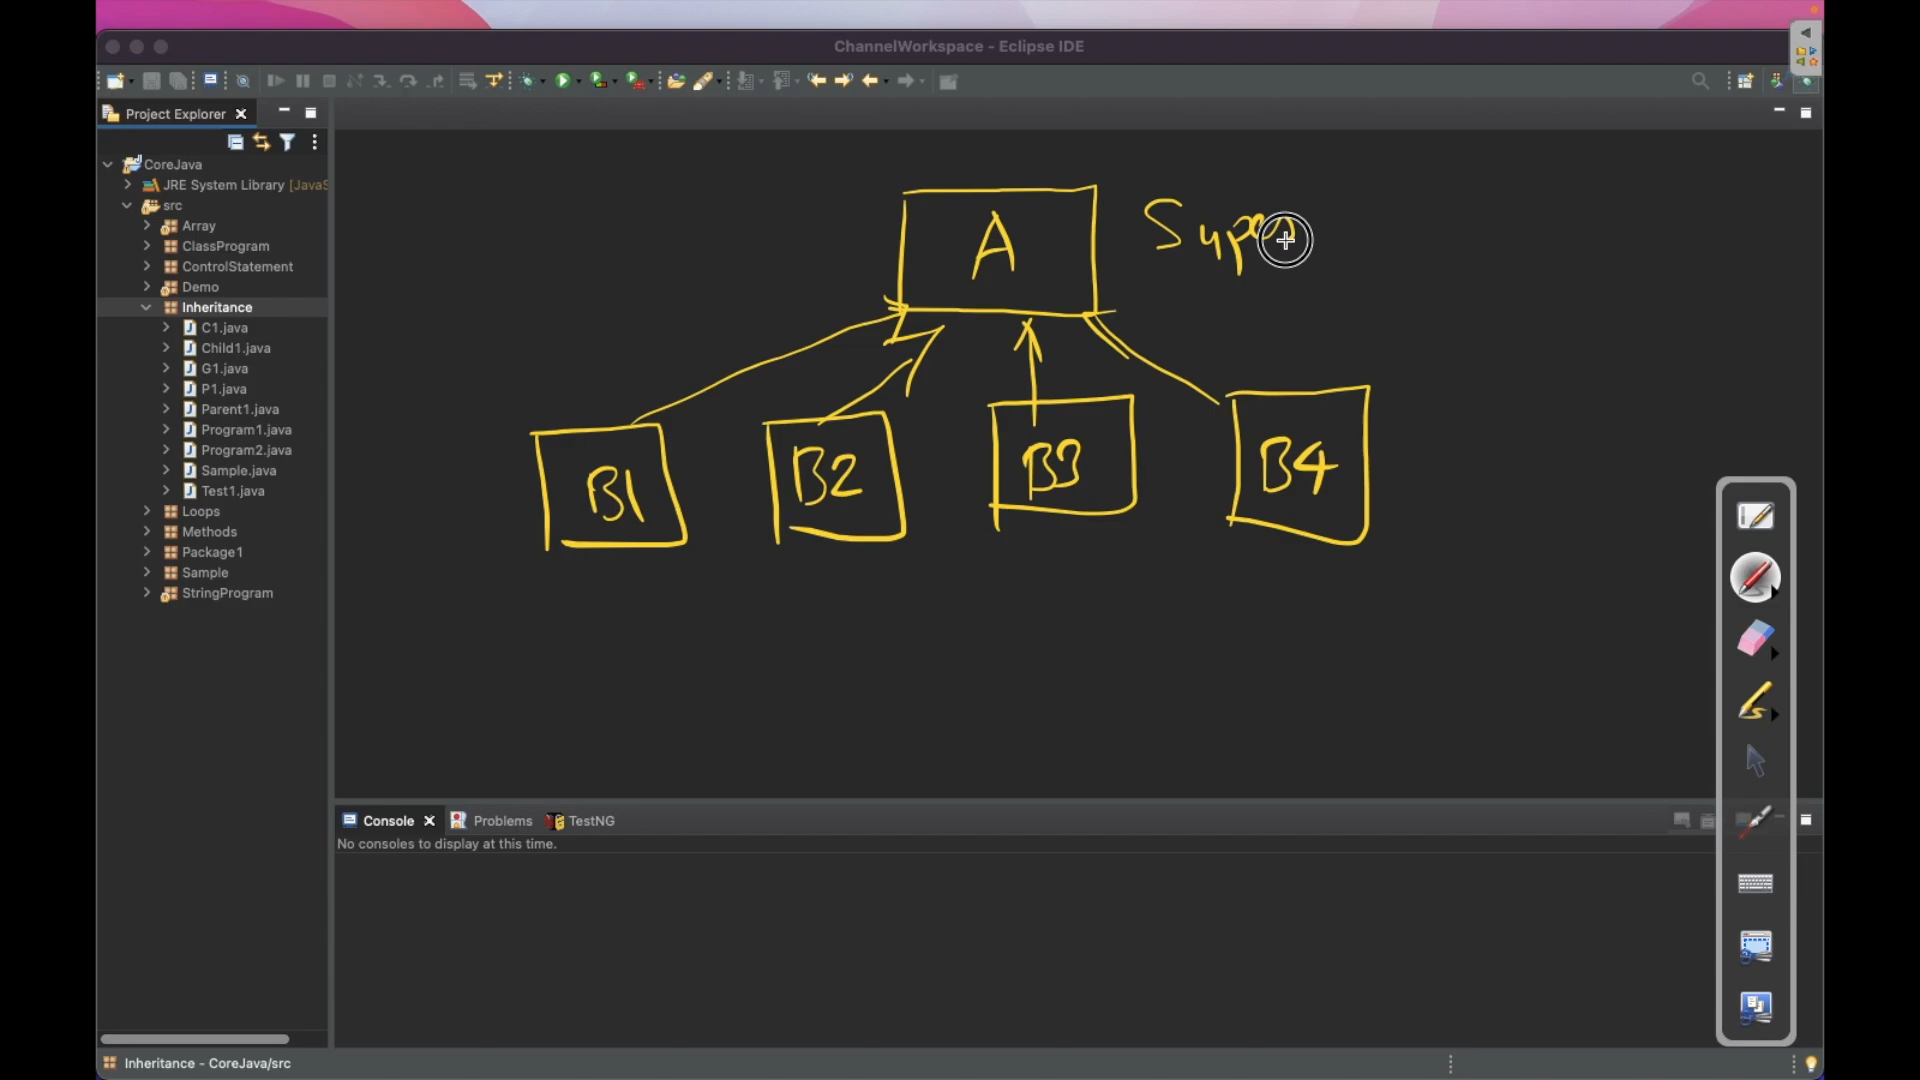 ChannelWorkspace - Eclipse IDE
Project Explorer
CoreJava
JRE System Library [JavaS
src
Array
ClassProgram
ControlStatement
Demo
Inheritance
C1.java
Child1.java
G1.java
P1.java
Parent1.java
Program1.java
Program2.java
Sample.java
Test1.java
Loops
Methods
Package1
Sample
StringProgram
A
Super
B1 B2 B3 B4
Console Problems TestNG
No consoles to display at this time.
Inheritance - CoreJava/src